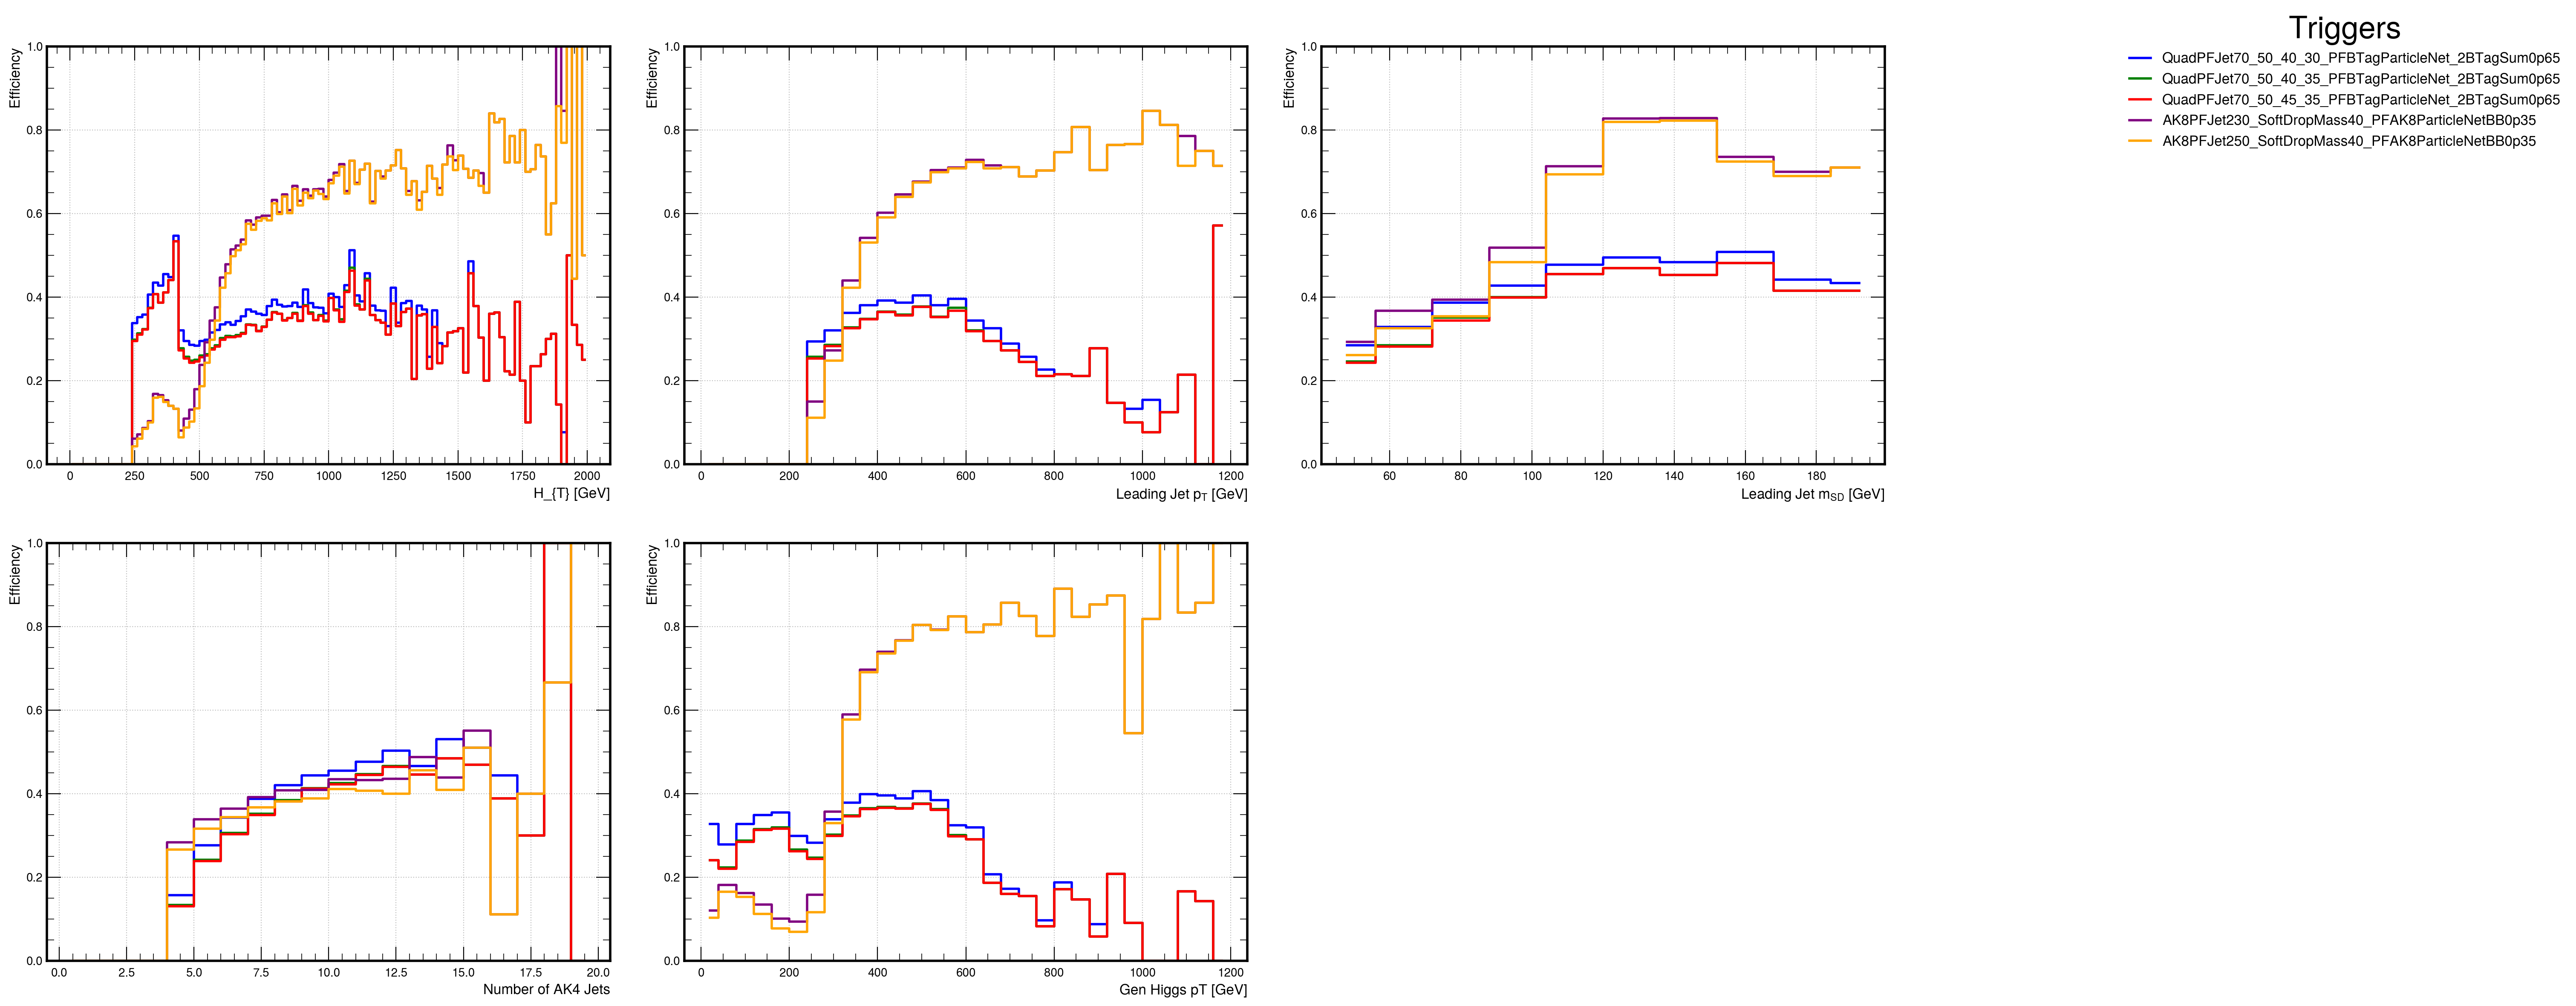 Triggers
QuadPFJet70_50_40_30_PFBTagParticleNet_2BTagSum0p65
QuadPFJet70_50_40_35_PFBTagParticleNet_2BTagSum0p65
QuadPFJet70_50_45_35_PFBTagParticleNet_2BTagSum0p65
AK8PFJet230_SoftDropMass40_PFAK8ParticleNetBB0p35
AK8PFJet250_SoftDropMass40_PFAK8ParticleNetBB0p35
Efficiency
1.0
0.8
0.6
0.4
0.2
0.0
0 250 500 750 1000 1250 1500 1750 2000
H_{T} [GeV]
Efficiency
1.0
0.8
0.6
0.4
0.2
0.0
0 200 400 600 800 1000 1200
Leading Jet pT [GeV]
Efficiency
1.0
0.8
0.6
0.4
0.2
0.0
60 80 100 120 140 160 180
Leading Jet mSD [GeV]
Efficiency
1.0
0.8
0.6
0.4
0.2
0.0
0.0 2.5 5.0 7.5 10.0 12.5 15.0 17.5 20.0
Number of AK4 Jets
Efficiency
1.0
0.8
0.6
0.4
0.2
0.0
0 200 400 600 800 1000 1200
Gen Higgs pT [GeV]